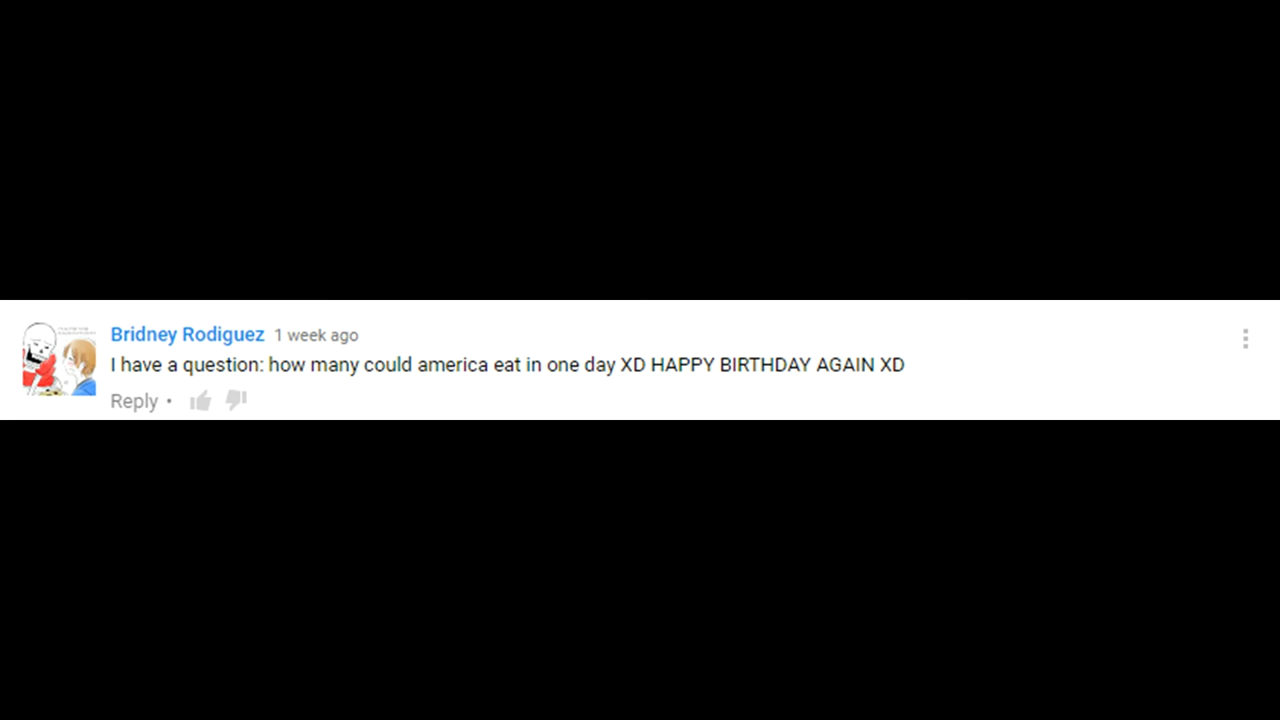 Bridney Rodiguez 1 week ago
I have a question: how many could america eat in one day XD HAPPY BIRTHDAY AGAIN XD
Reply •